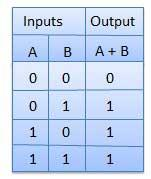 Inputs Output
A B A + B
0 0 0
0 1 1
1 0 1
1 1 1